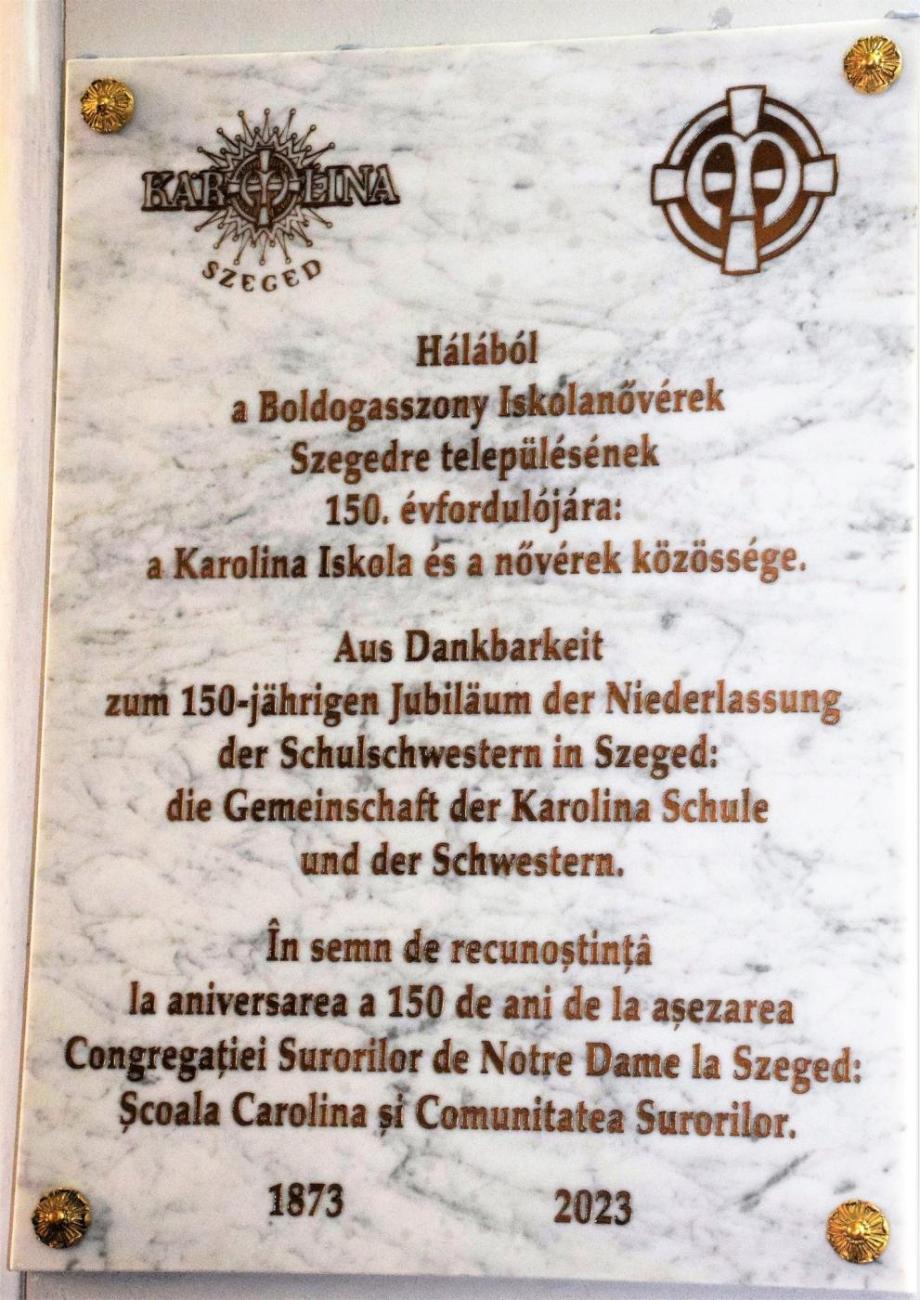 KAROLINA
SZEGED
Hálából
a Boldogasszony Iskolanővérek
Szegedre településének
150. évfordulójára:
a Karolina Iskola és a nővérek közössége.
Aus Dankbarkeit
zum 150-jährigen Jubiläum der Niederlassung
der Schulschwestern in Szeged:
die Gemeinschaft der Karolina Schule
und der Schwestern.
În semn de recunoștință
la aniversarea a 150 de ani de la așezarea
Congregației Surorilor de Notre Dame la Szeged:
Școala Carolina și Comunitatea Surorilor.
1873 2023